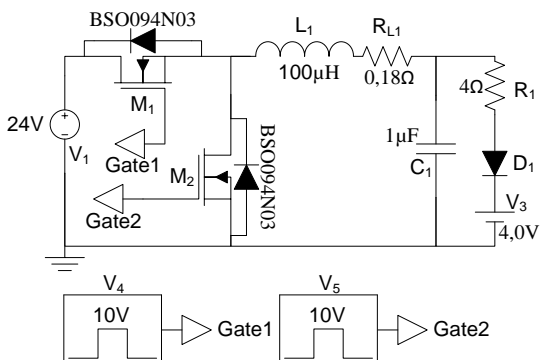 BSO094N03
L1
RL1
100µH
0,18Ω
M1
24V
V1
Gate1
M2
Gate2
BSO094N03
1µF
C1
4Ω
R1
D1
V3
4,0V
V4
10V
Gate1
V5
10V
Gate2